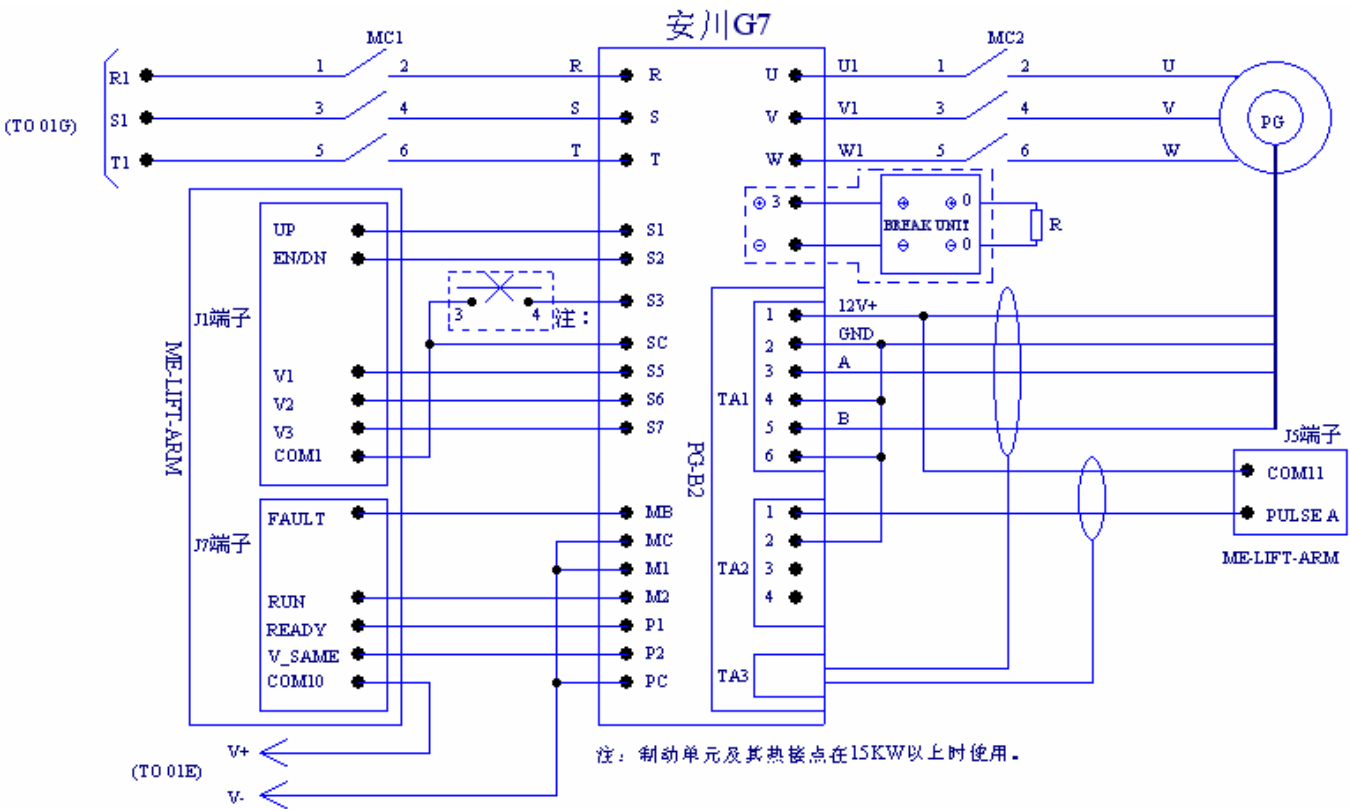 安川G7
MC1
MC2
R1 1 2 R R
S1 3 4 S S
T1 5 6 T T
(TO 01G)
U U1 1 2 U
V V1 3 4 V
W W1 5 6 W
PG
⊕ 3
⊖
⊕ ⊕ 0
BREAK UNIT
⊖ ⊖ 0
R
ME-LIFT-ARM
J1端子
UP
EN/DN
V1
V2
V3
COM1
J7端子
FAULT
RUN
READY
V_SAME
COM10
3 4 注：
S1
S2
S3
SC
S5
S6
S7
MB
MC
M1
M2
P1
P2
PC
PG-B2
TA1
1 12V+
2 GND
3 A
4
5 B
6
TA2
1
2
3
4
TA3
J5端子
COM11
PULSE A
ME-LIFT-ARM
V+
(TO 01E)
V-
注：制动单元及其热接点在15KW以上时使用。